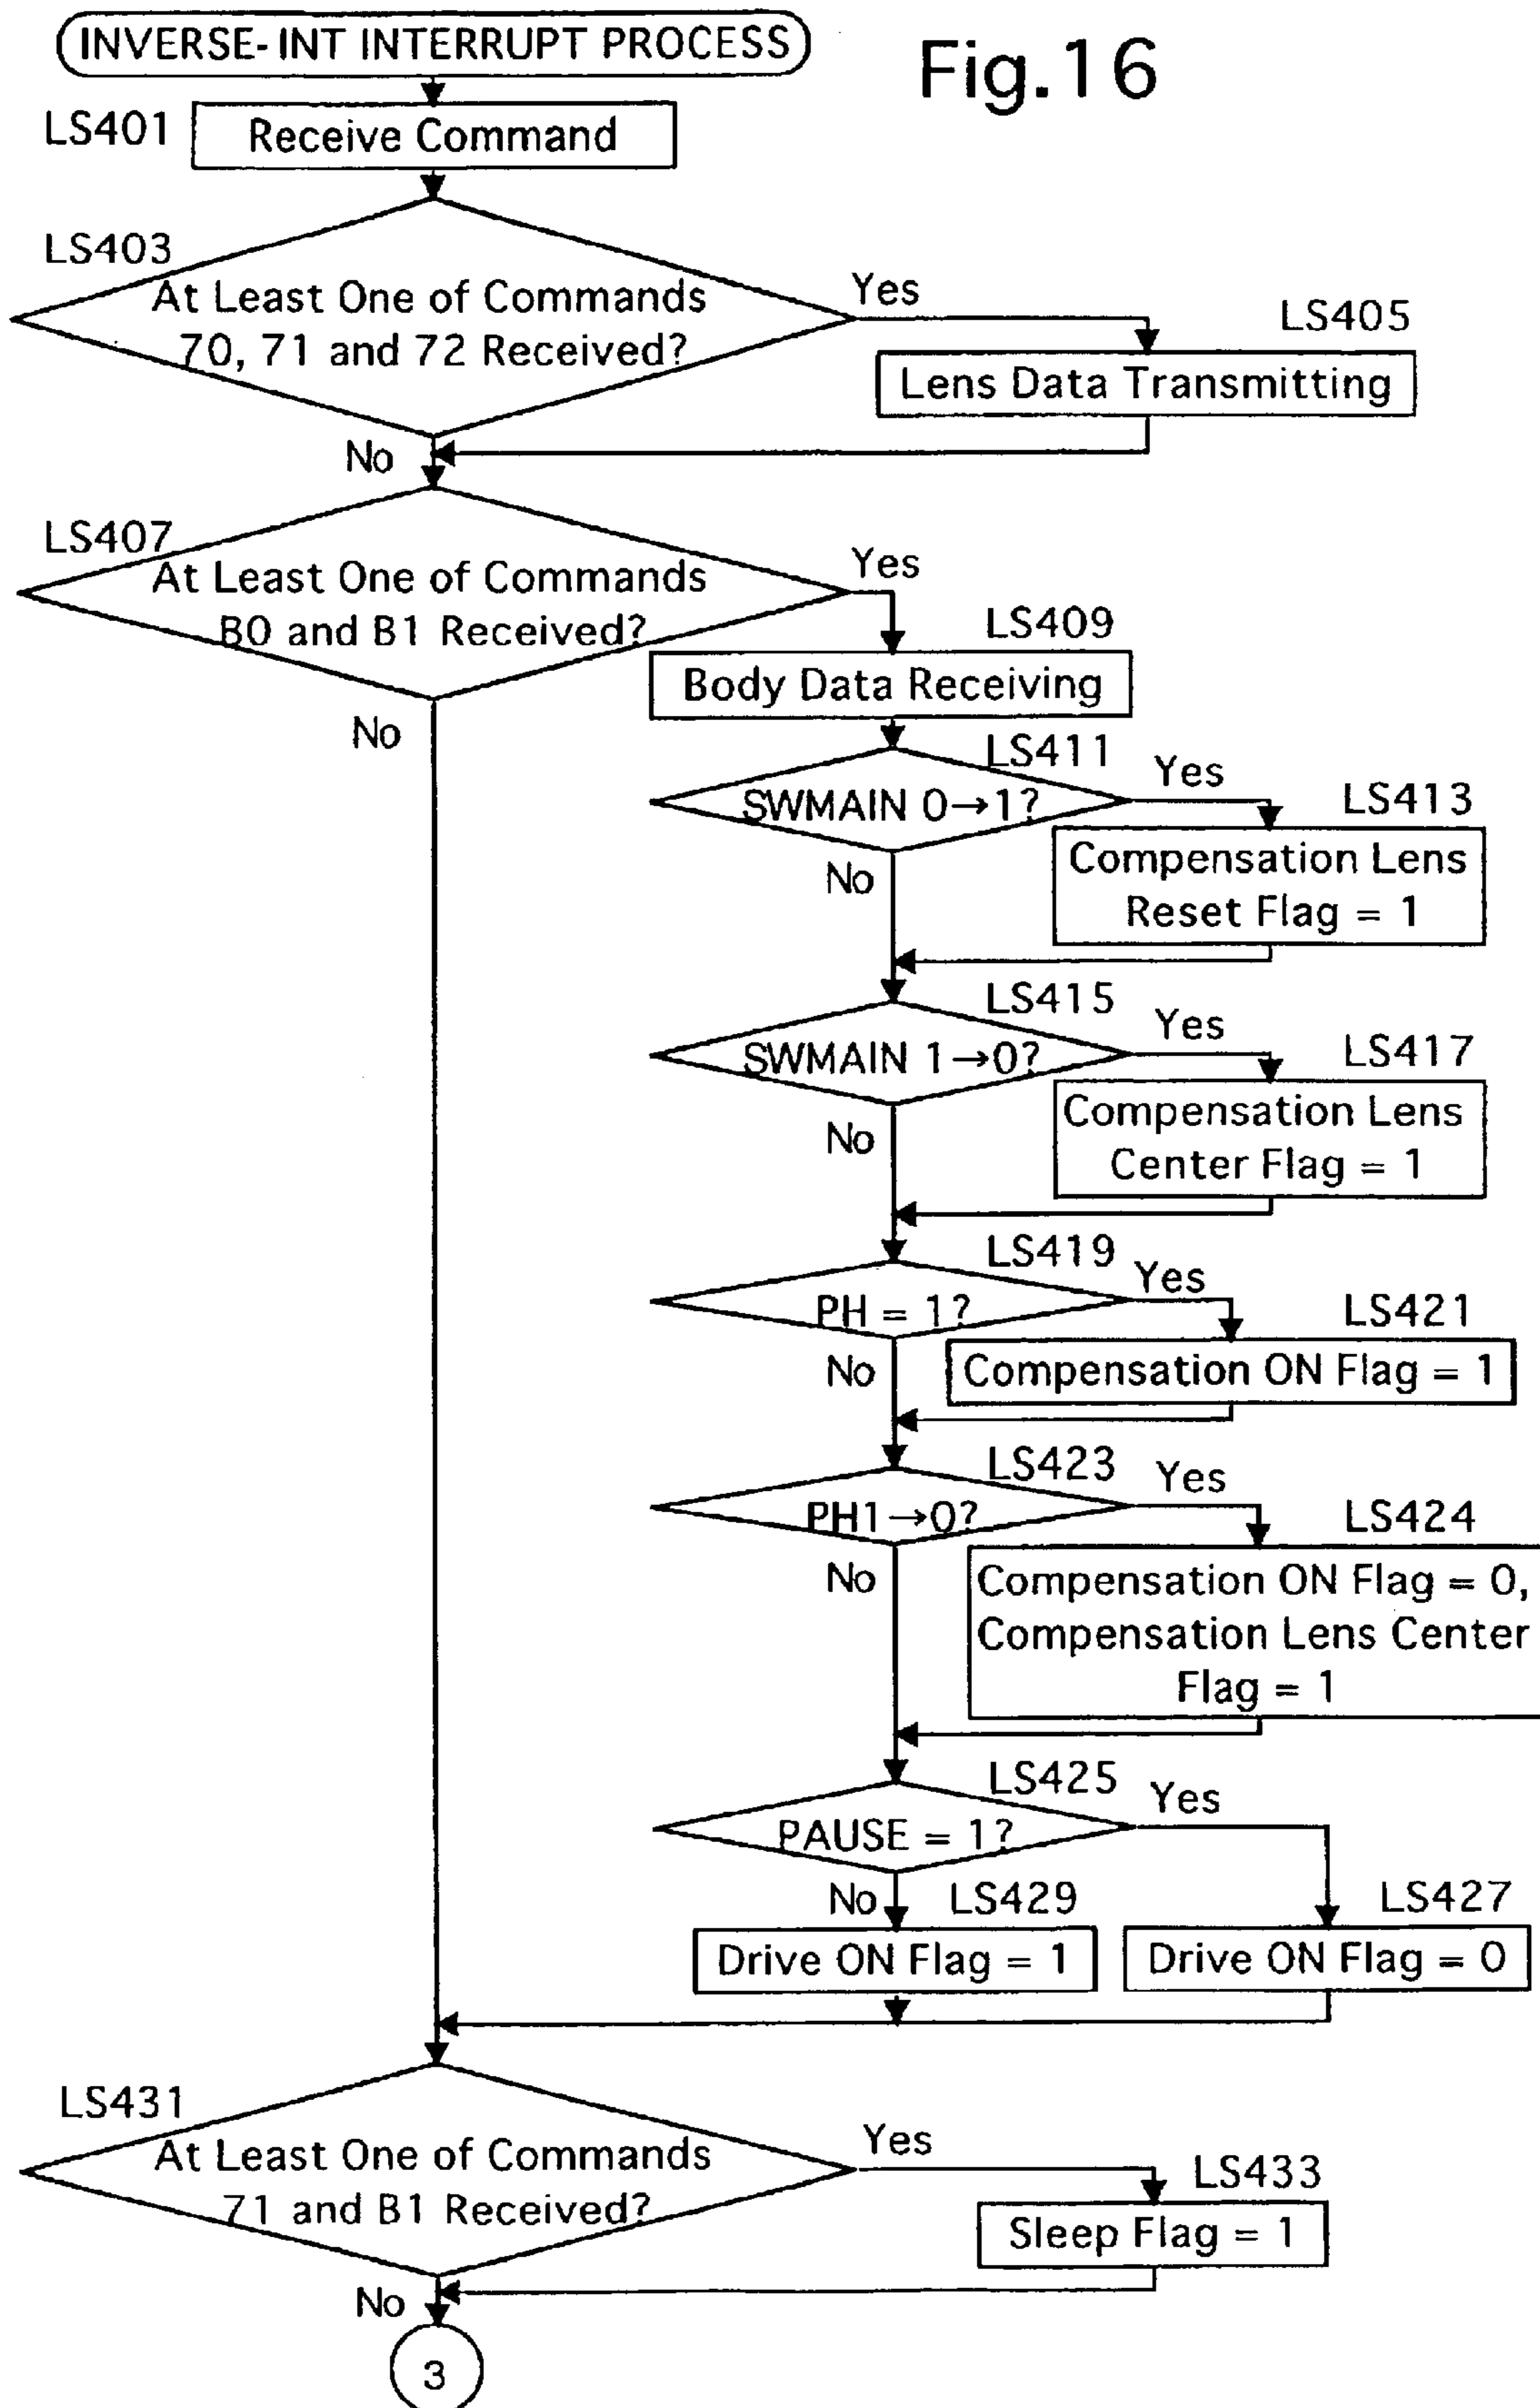 INVERSE-INT INTERRUPT PROCESS
Fig.16
LS401
Receive Command
LS403
At Least One of Commands
70, 71 and 72 Received?
Yes
LS405
Lens Data Transmitting
No
LS407
At Least One of Commands
B0 and B1 Received?
Yes
LS409
Body Data Receiving
No
LS411
SWMAIN 0→1?
Yes
LS413
Compensation Lens
Reset Flag = 1
No
LS415
SWMAIN 1→0?
Yes
LS417
Compensation Lens
Center Flag = 1
No
LS419
PH = 1?
Yes
LS421
Compensation ON Flag = 1
No
LS423
PH1→0?
Yes
LS424
Compensation ON Flag = 0,
Compensation Lens Center
Flag = 1
No
LS425
PAUSE = 1?
Yes
No
LS429
LS427
Drive ON Flag = 1
Drive ON Flag = 0
LS431
At Least One of Commands
71 and B1 Received?
Yes
LS433
Sleep Flag = 1
No
3